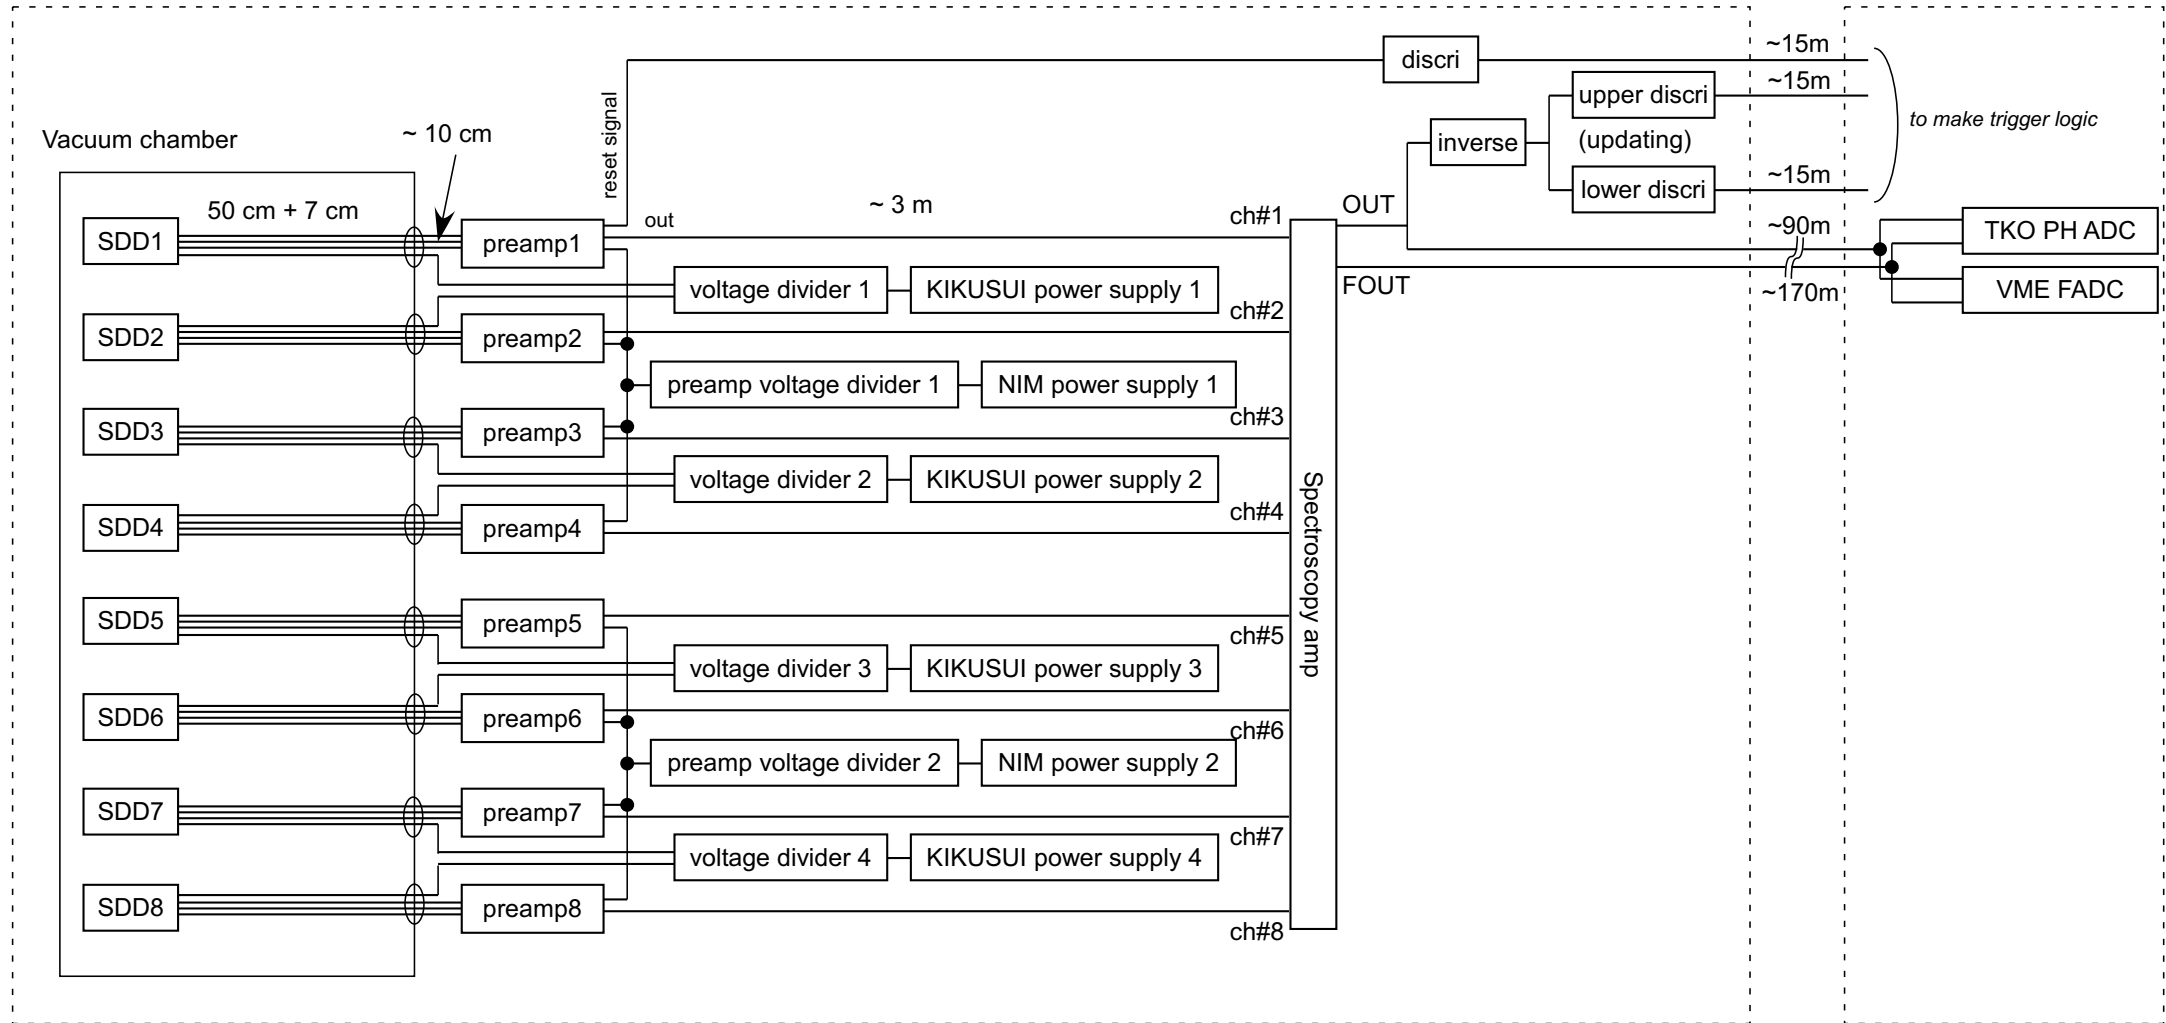 ~15m
discri
~15m
upper discri
to make trigger logic
reset signal
~ 10 cm
Vacuum chamber
inverse
(updating)
~15m
lower discri
50 cm + 7 cm
~ 3 m
OUT
ch#1
out
~90m
TKO PH ADC
SDD1
preamp1
FOUT
~170m
VME FADC
voltage divider 1
KIKUSUI power supply 1
ch#2
SDD2
preamp2
preamp voltage divider 1
NIM power supply 1
ch#3
SDD3
preamp3
voltage divider 2
KIKUSUI power supply 2
ch#4
SDD4
preamp4
Spectroscopy amp
SDD5
preamp5
ch#5
voltage divider 3
KIKUSUI power supply 3
SDD6
preamp6
ch#6
preamp voltage divider 2
NIM power supply 2
SDD7
preamp7
ch#7
voltage divider 4
KIKUSUI power supply 4
SDD8
preamp8
ch#8